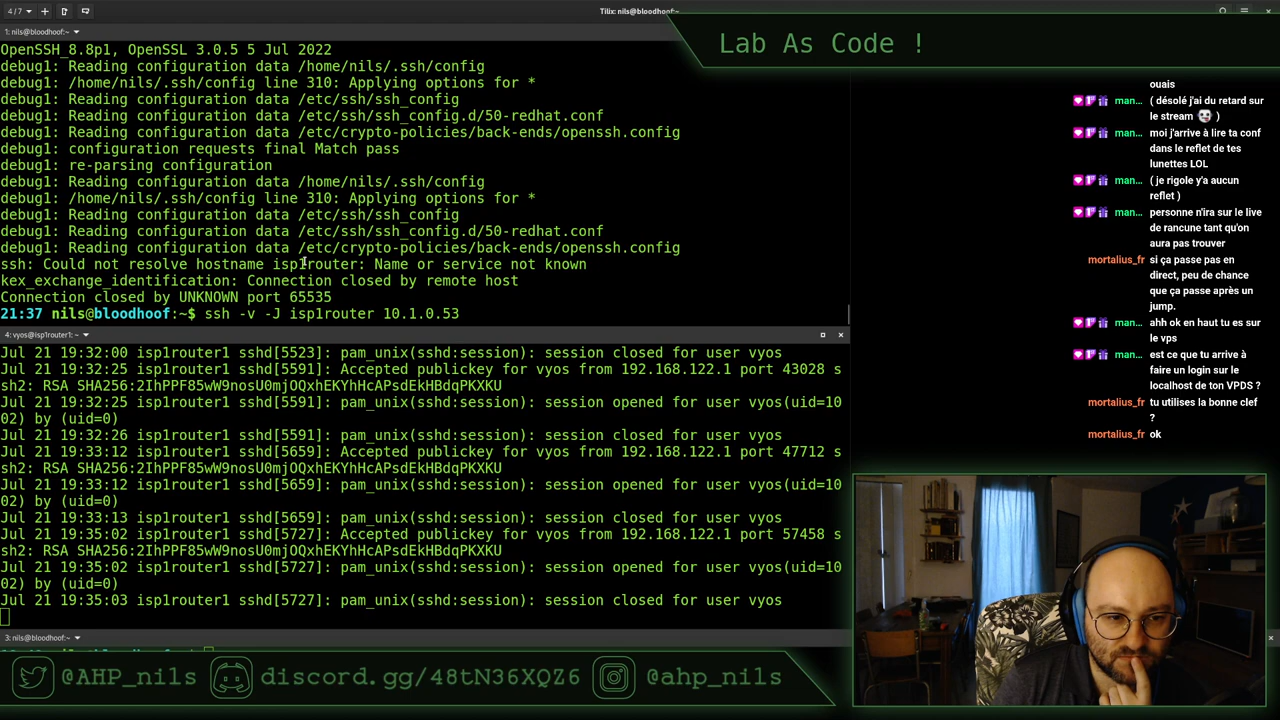 4 / 7
Tilix: nils@bloodhoof:~
1: nils@bloodhoof:~
Lab As Code !
OpenSSH_8.8p1, OpenSSL 3.0.5 5 Jul 2022
debug1: Reading configuration data /home/nils/.ssh/config
debug1: /home/nils/.ssh/config line 310: Applying options for *
debug1: Reading configuration data /etc/ssh/ssh_config
debug1: Reading configuration data /etc/ssh/ssh_config.d/50-redhat.conf
debug1: Reading configuration data /etc/crypto-policies/back-ends/openssh.config
debug1: configuration requests final Match pass
debug1: re-parsing configuration
debug1: Reading configuration data /home/nils/.ssh/config
debug1: /home/nils/.ssh/config line 310: Applying options for *
debug1: Reading configuration data /etc/ssh/ssh_config
debug1: Reading configuration data /etc/ssh/ssh_config.d/50-redhat.conf
debug1: Reading configuration data /etc/crypto-policies/back-ends/openssh.config
ssh: Could not resolve hostname isp1router: Name or service not known
kex_exchange_identification: Connection closed by remote host
Connection closed by UNKNOWN port 65535
21:37 nils@bloodhoof:~$ ssh -v -J isp1router 10.1.0.53
4: vyos@isp1router1: ~
Jul 21 19:32:00 isp1router1 sshd[5523]: pam_unix(sshd:session): session closed for user vyos
Jul 21 19:32:25 isp1router1 sshd[5591]: Accepted publickey for vyos from 192.168.122.1 port 43028 s
sh2: RSA SHA256:2IhPPF85wW9nosU0mjOQxhEKYhHcAPsdEkHBdqPKXKU
Jul 21 19:32:25 isp1router1 sshd[5591]: pam_unix(sshd:session): session opened for user vyos(uid=10
02) by (uid=0)
Jul 21 19:32:26 isp1router1 sshd[5591]: pam_unix(sshd:session): session closed for user vyos
Jul 21 19:33:12 isp1router1 sshd[5659]: Accepted publickey for vyos from 192.168.122.1 port 47712 s
sh2: RSA SHA256:2IhPPF85wW9nosU0mjOQxhEKYhHcAPsdEkHBdqPKXKU
Jul 21 19:33:12 isp1router1 sshd[5659]: pam_unix(sshd:session): session opened for user vyos(uid=10
02) by (uid=0)
Jul 21 19:33:13 isp1router1 sshd[5659]: pam_unix(sshd:session): session closed for user vyos
Jul 21 19:35:02 isp1router1 sshd[5727]: Accepted publickey for vyos from 192.168.122.1 port 57458 s
sh2: RSA SHA256:2IhPPF85wW9nosU0mjOQxhEKYhHcAPsdEkHBdqPKXKU
Jul 21 19:35:02 isp1router1 sshd[5727]: pam_unix(sshd:session): session opened for user vyos(uid=10
02) by (uid=0)
Jul 21 19:35:03 isp1router1 sshd[5727]: pam_unix(sshd:session): session closed for user vyos
3: nils@bloodhoof:~
@AHP_nils
discord.gg/48tN36XQZ6
@ahp_nils
ouais
man... ( désolé j'ai du retard sur
le stream )
man... moi j'arrive à lire ta conf
dans le reflet de tes
lunettes LOL
man... ( je rigole y'a aucun
reflet )
man... personne n'ira sur le live
de rancune tant qu'on
aura pas trouver
mortalius_fr si ça passe pas en
direct, peu de chance
que ça passe après un
jump.
man... ahh ok en haut tu es sur
le vps
man... est ce que tu arrive à
faire un login sur le
localhost de ton VPDS ?
mortalius_fr tu utilises la bonne clef
?
mortalius_fr ok